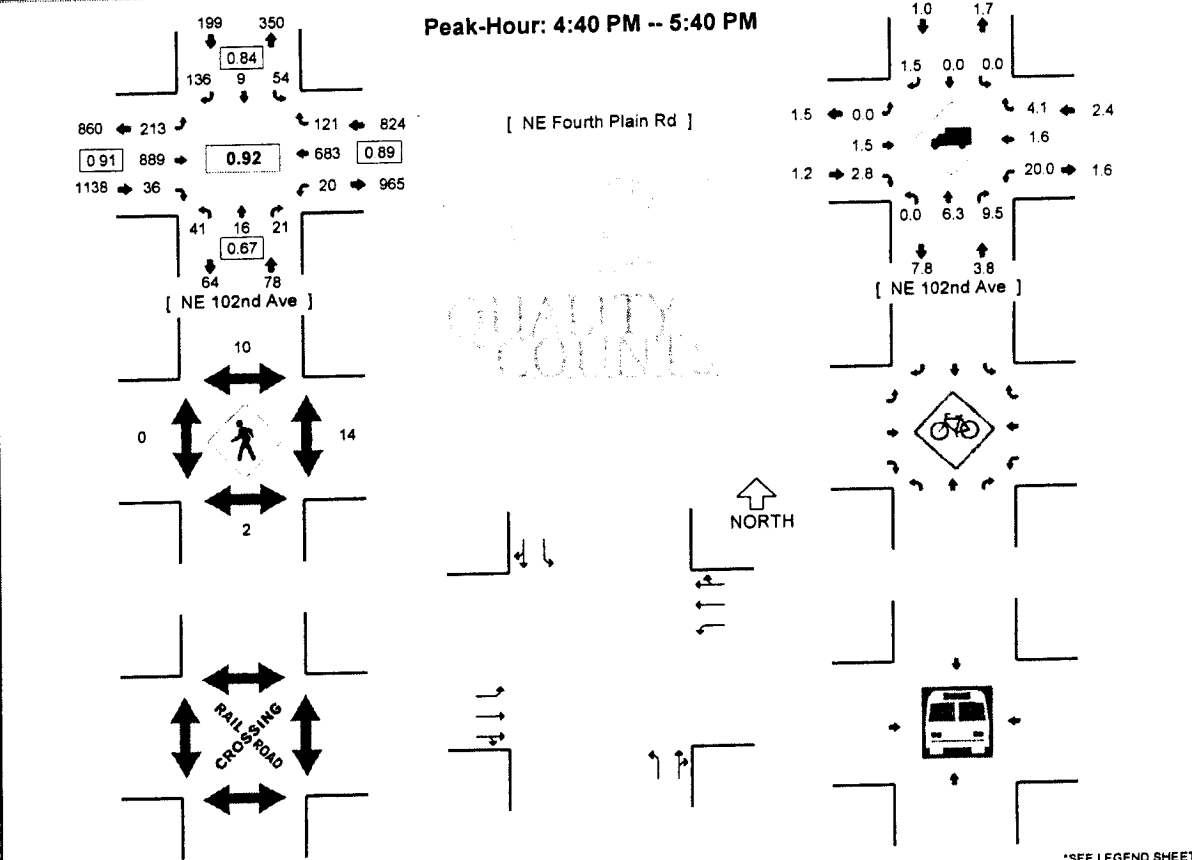 Peak-Hour: 4:40 PM -- 5:40 PM
199 350
0.84
136 9 54
860 213 121 824
0.91 889 0.92 683 0.89
1138 36 20 965
41 16 21
0.67
64 78
[ NE 102nd Ave ]
[ NE Fourth Plain Rd ]
QUALITY
COUNTS
1.0 1.7
1.5 0.0 0.0
1.5 0.0 4.1 2.4
1.5 1.6
1.2 2.8 20.0 1.6
0.0 6.3 9.5
7.8 3.8
[ NE 102nd Ave ]
10
0 14
2
NORTH
RAIL CROSSING ROAD
*SEE LEGEND SHEET